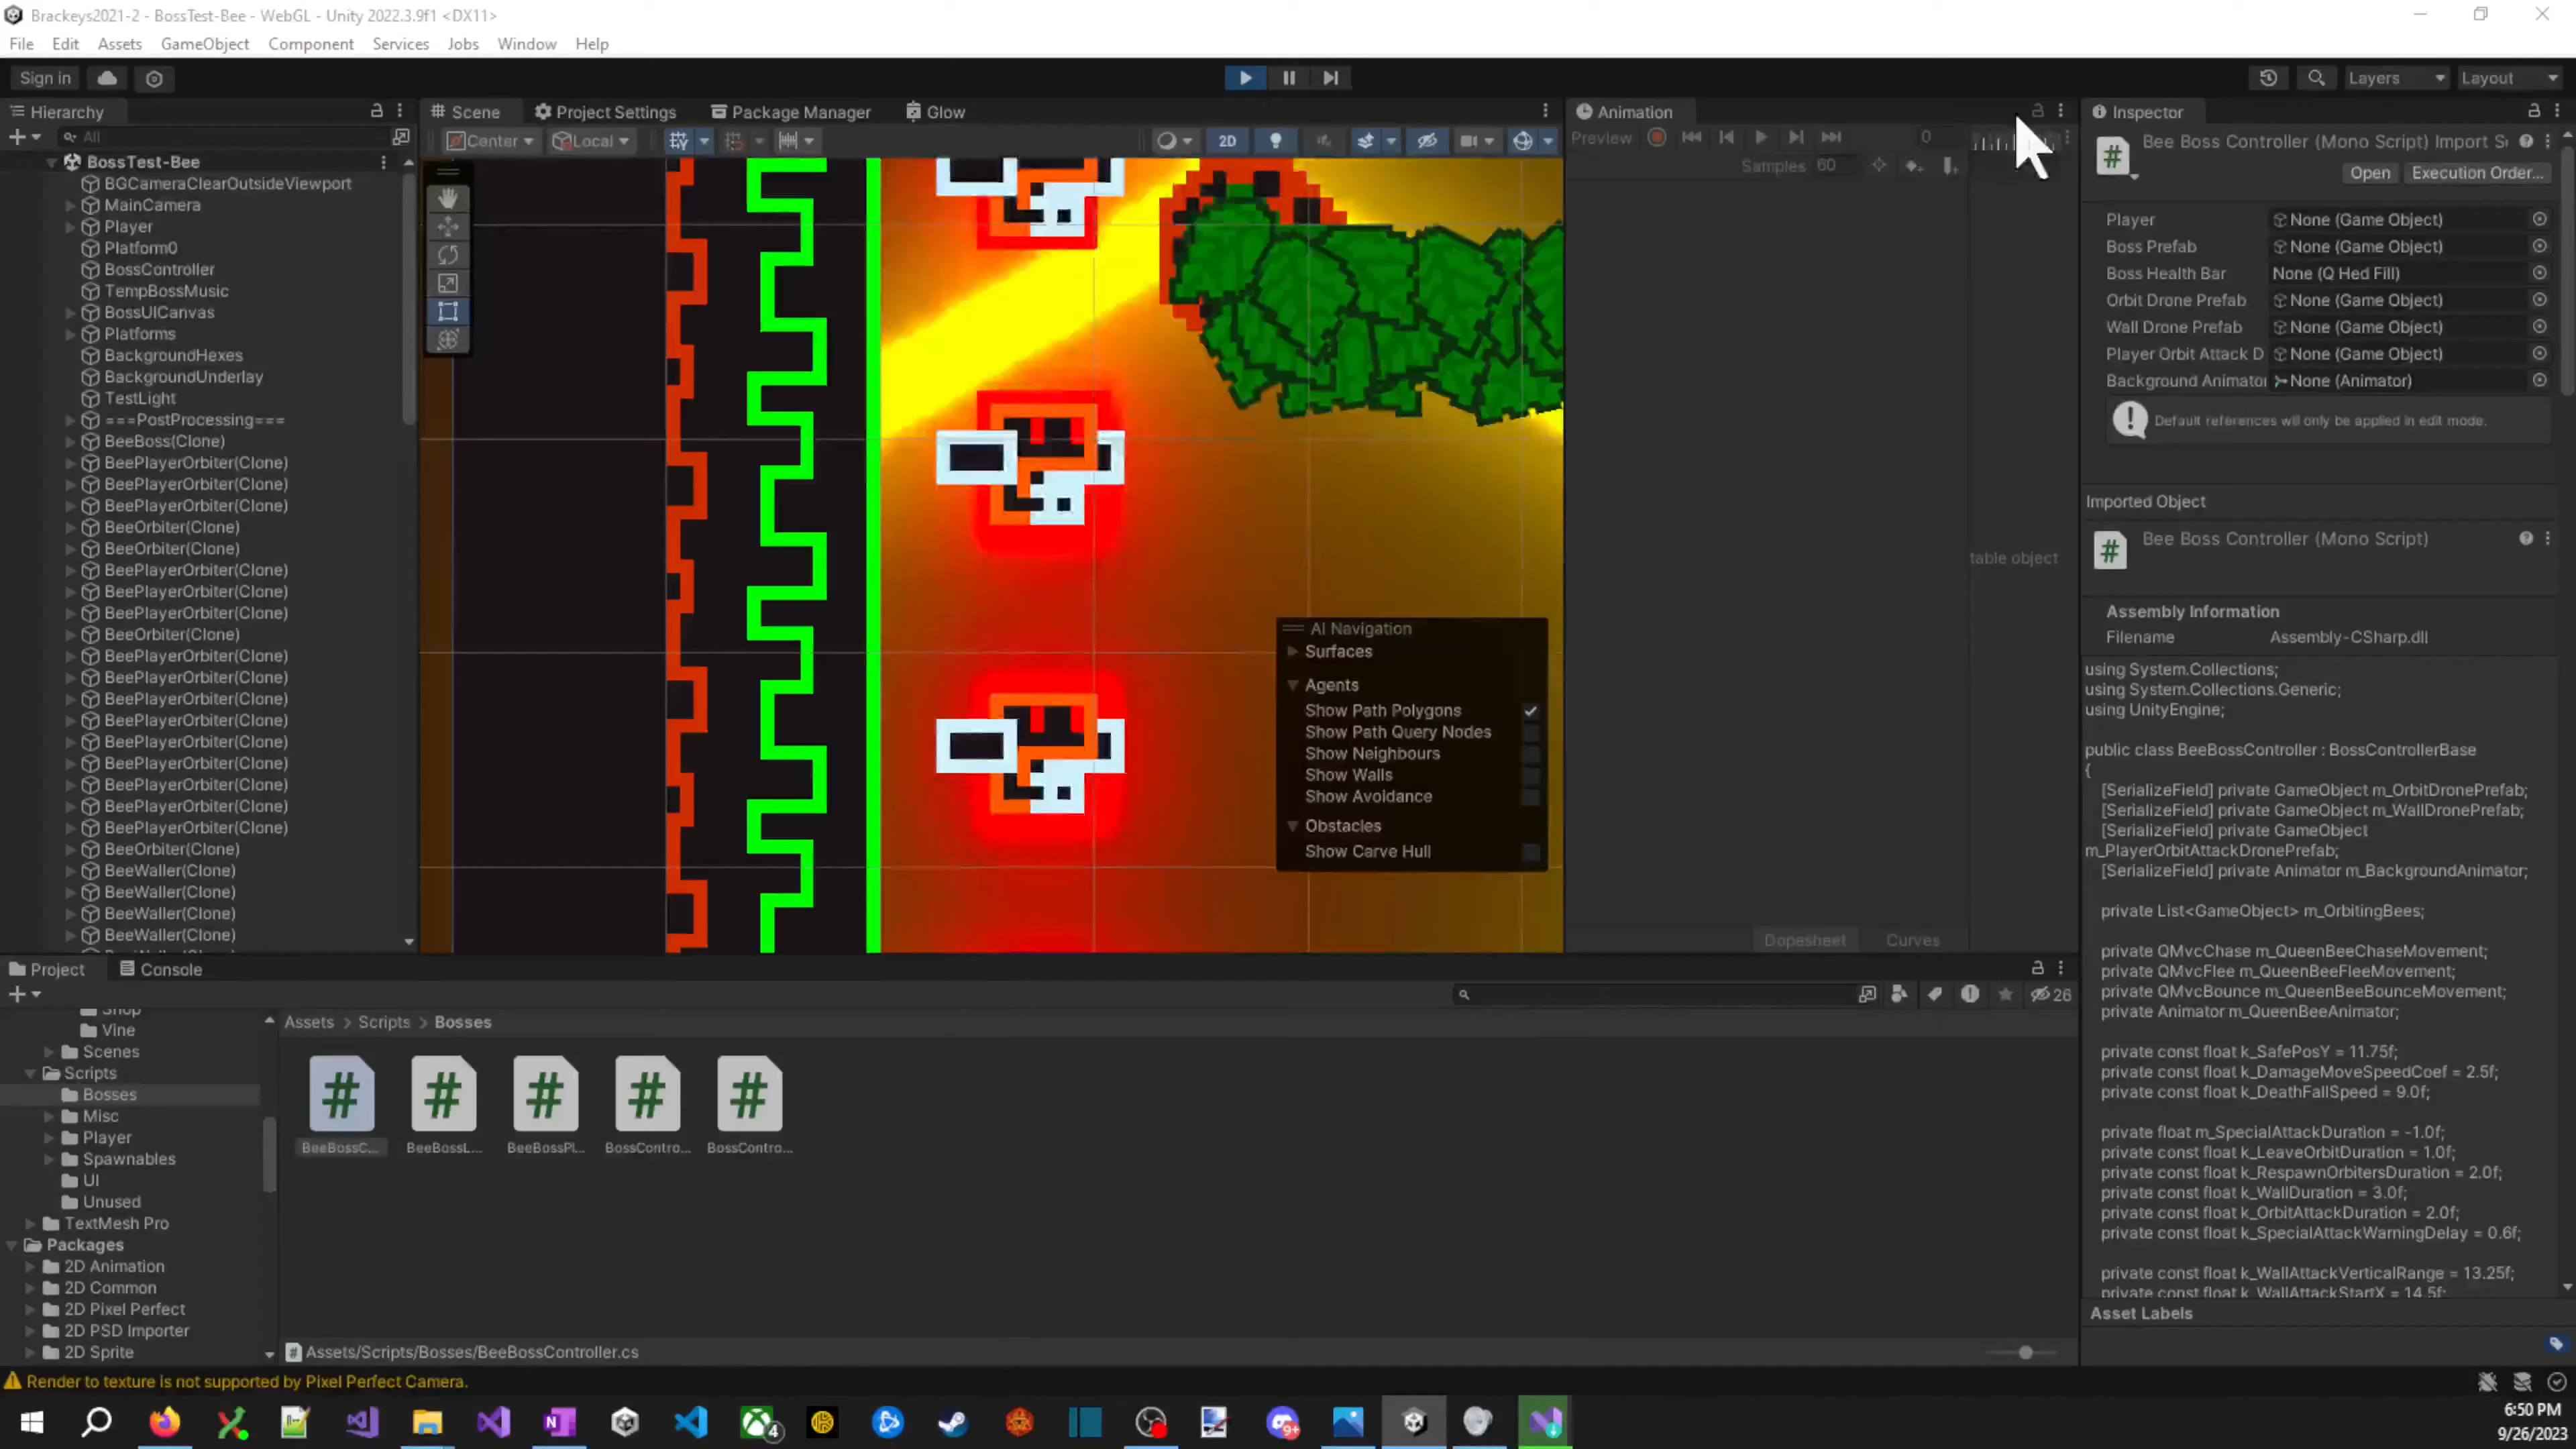 Brackeys2021-2 - BossTest-Bee - WebGL - Unity 2022.3.9f1 <DX11>
File Edit Assets GameObject Component Services Jobs Window Help
Sign in
Layers Layout
Hierarchy
All
BossTest-Bee
BGCameraClearOutsideViewport
MainCamera
Player
Platform0
BossController
TempBossMusic
BossUICanvas
Platforms
BackgroundHexes
BackgroundUnderlay
TestLight
===PostProcessing===
BeeBoss(Clone)
BeePlayerOrbiter(Clone)
BeePlayerOrbiter(Clone)
BeePlayerOrbiter(Clone)
BeeOrbiter(Clone)
BeeOrbiter(Clone)
BeePlayerOrbiter(Clone)
BeePlayerOrbiter(Clone)
BeePlayerOrbiter(Clone)
BeeOrbiter(Clone)
BeePlayerOrbiter(Clone)
BeePlayerOrbiter(Clone)
BeePlayerOrbiter(Clone)
BeePlayerOrbiter(Clone)
BeePlayerOrbiter(Clone)
BeePlayerOrbiter(Clone)
BeePlayerOrbiter(Clone)
BeePlayerOrbiter(Clone)
BeePlayerOrbiter(Clone)
BeeOrbiter(Clone)
BeeWaller(Clone)
BeeWaller(Clone)
BeeWaller(Clone)
BeeWaller(Clone)
Scene Project Settings Package Manager Glow
Center Local 2D
AI Navigation
Surfaces
Agents
Show Path Polygons
Show Path Query Nodes
Show Neighbours
Show Walls
Show Avoidance
Obstacles
Show Carve Hull
Animation
Preview 0
Samples 60
table object
Dopesheet Curves
Inspector
Bee Boss Controller (Mono Script) Import S
Open Execution Order...
Player None (Game Object)
Boss Prefab None (Game Object)
Boss Health Bar None (Q Hed Fill)
Orbit Drone Prefab None (Game Object)
Wall Drone Prefab None (Game Object)
Player Orbit Attack D None (Game Object)
Background Animator None (Animator)
Default references will only be applied in edit mode.
Imported Object
Bee Boss Controller (Mono Script)
Assembly Information
Filename Assembly-CSharp.dll
using System.Collections;
using System.Collections.Generic;
using UnityEngine;
public class BeeBossController : BossControllerBase
{
[SerializeField] private GameObject m_OrbitDronePrefab;
[SerializeField] private GameObject m_WallDronePrefab;
[SerializeField] private GameObject
m_PlayerOrbitAttackDronePrefab;
[SerializeField] private Animator m_BackgroundAnimator;
private List<GameObject> m_OrbitingBees;
private QMvcChase m_QueenBeeChaseMovement;
private QMvcFlee m_QueenBeeFleeMovement;
private QMvcBounce m_QueenBeeBounceMovement;
private Animator m_QueenBeeAnimator;
private const float k_SafePosY = 11.75f;
private const float k_DamageMoveSpeedCoef = 2.5f;
private const float k_DeathFallSpeed = 9.0f;
private float m_SpecialAttackDuration = -1.0f;
private const float k_LeaveOrbitDuration = 1.0f;
private const float k_RespawnOrbitersDuration = 2.0f;
private const float k_WallDuration = 3.0f;
private const float k_OrbitAttackDuration = 2.0f;
private const float k_SpecialAttackWarningDelay = 0.6f;
private const float k_WallAttackVerticalRange = 13.25f;
private const float k_WallAttackStartX = 14.5f;
Asset Labels
Project Console
26
Shop
Vine
Scenes
Scripts
Bosses
Misc
Player
Spawnables
UI
Unused
TextMesh Pro
Packages
2D Animation
2D Common
2D Pixel Perfect
2D PSD Importer
2D Sprite
Assets > Scripts > Bosses
BeeBossC... BeeBossL... BeeBossPl... BossContro... BossContro...
Assets/Scripts/Bosses/BeeBossController.cs
Render to texture is not supported by Pixel Perfect Camera.
4
9+
6:50 PM
9/26/2023